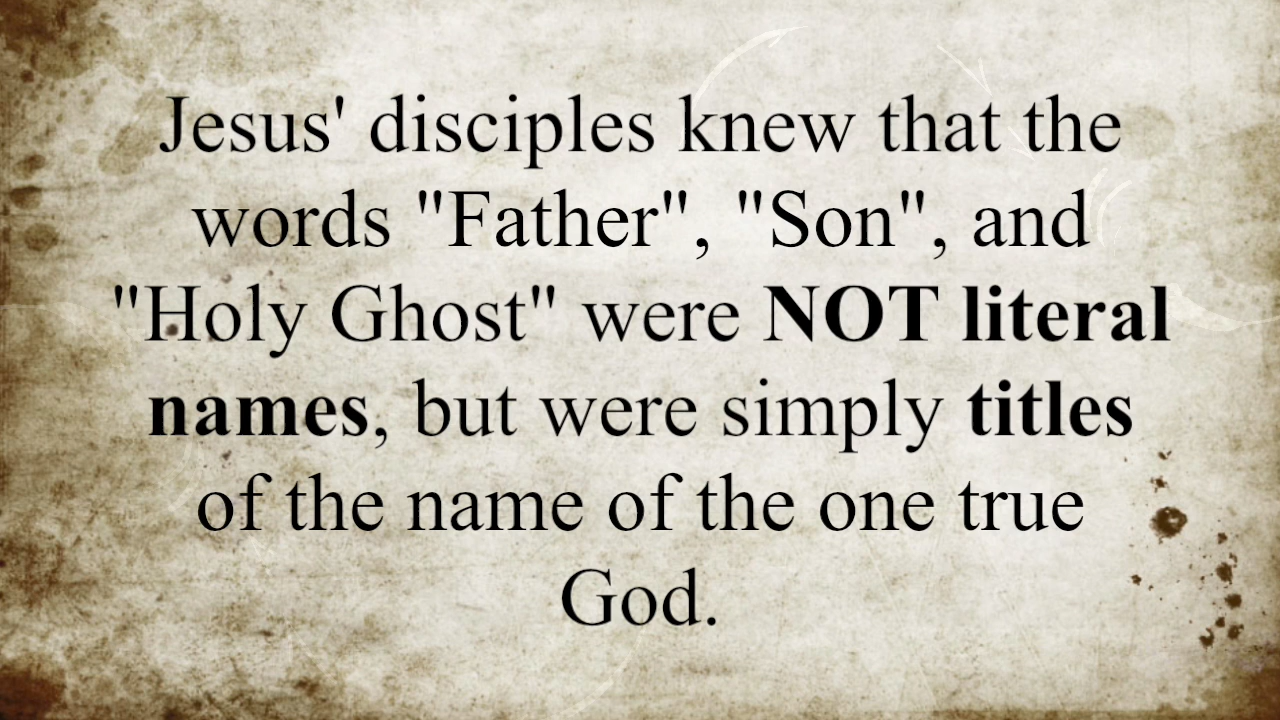 Jesus' disciples knew that the
words "Father", "Son", and
"Holy Ghost" were NOT literal
names, but were simply titles
of the name of the one true
God.